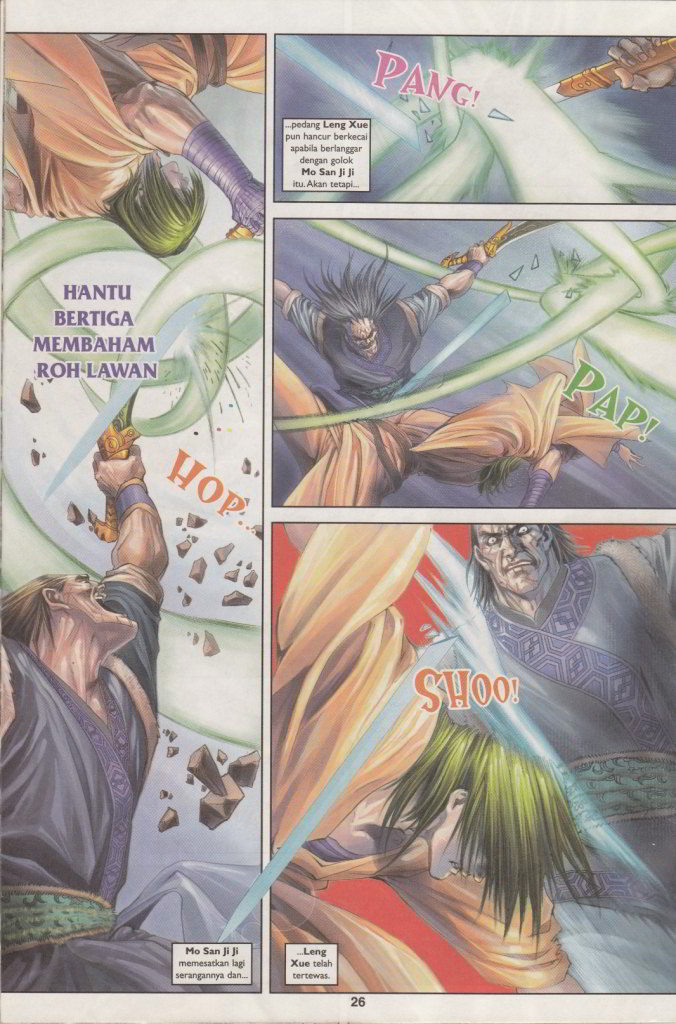 HANTU
BERTIGA
MEMBAHAM
ROH LAWAN
HOP...
Mo San Ji Ji
memesatkan lagi
serangannya dan...
PANG!
...pedang Leng Xue
pun hancur berkecai
apabila berlanggar
dengan golok
Mo San Ji Ji
itu. Akan tetapi...
PAP!
SHOO!
...Leng
Xue telah
tertewas.
26